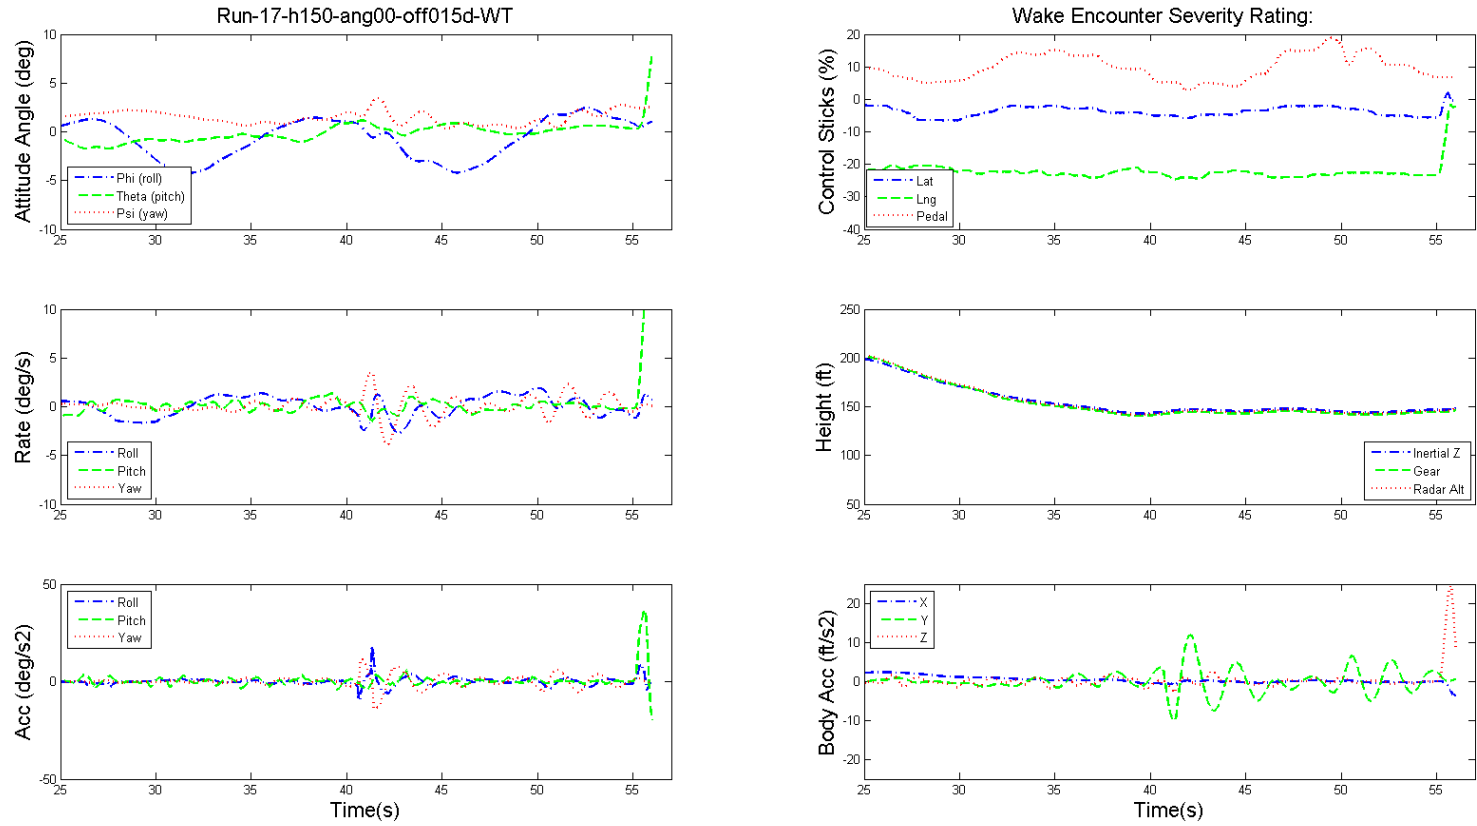 Run-17-h150-ang00-off015d-WT
Attitude Angle (deg)
10
5
0
-5
-10
Phi (roll)
Theta (pitch)
Psi (yaw)
25 30 35 40 45 50 55
Wake Encounter Severity Rating:
Control Sticks (%)
20
10
0
-10
-20
-30
-40
Lat
Lng
Pedal
25 30 35 40 45 50 55
Rate (deg/s)
10
5
0
-5
-10
Roll
Pitch
Yaw
25 30 35 40 45 50 55
Height (ft)
250
200
150
100
50
Inertial Z
Gear
Radar Alt
25 30 35 40 45 50 55
Acc (deg/s2)
50
0
-50
Roll
Pitch
Yaw
25 30 35 40 45 50 55
Time(s)
Body Acc (ft/s2)
20
10
0
-10
-20
X
Y
Z
25 30 35 40 45 50 55
Time(s)